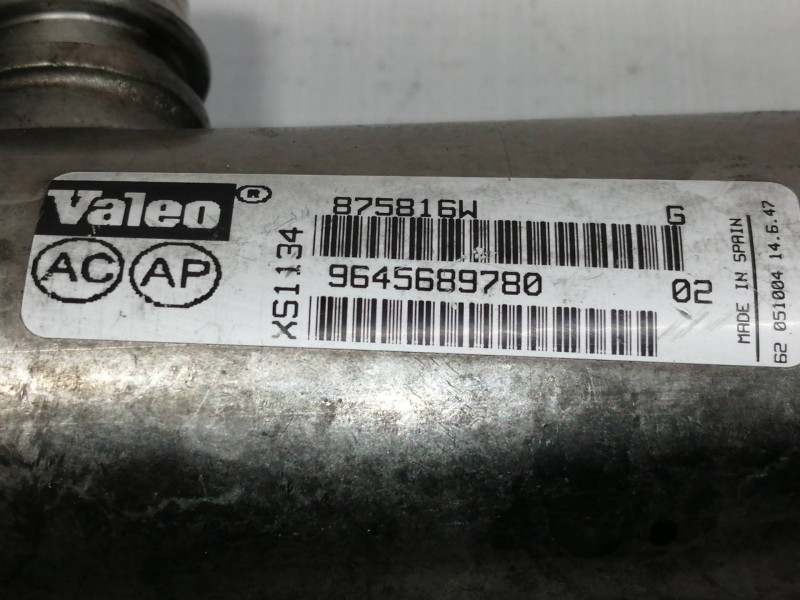 Valeo®
AC AP
XS1134
875816W G
9645689780 02
MADE IN SPAIN
62 051004 14.6.47